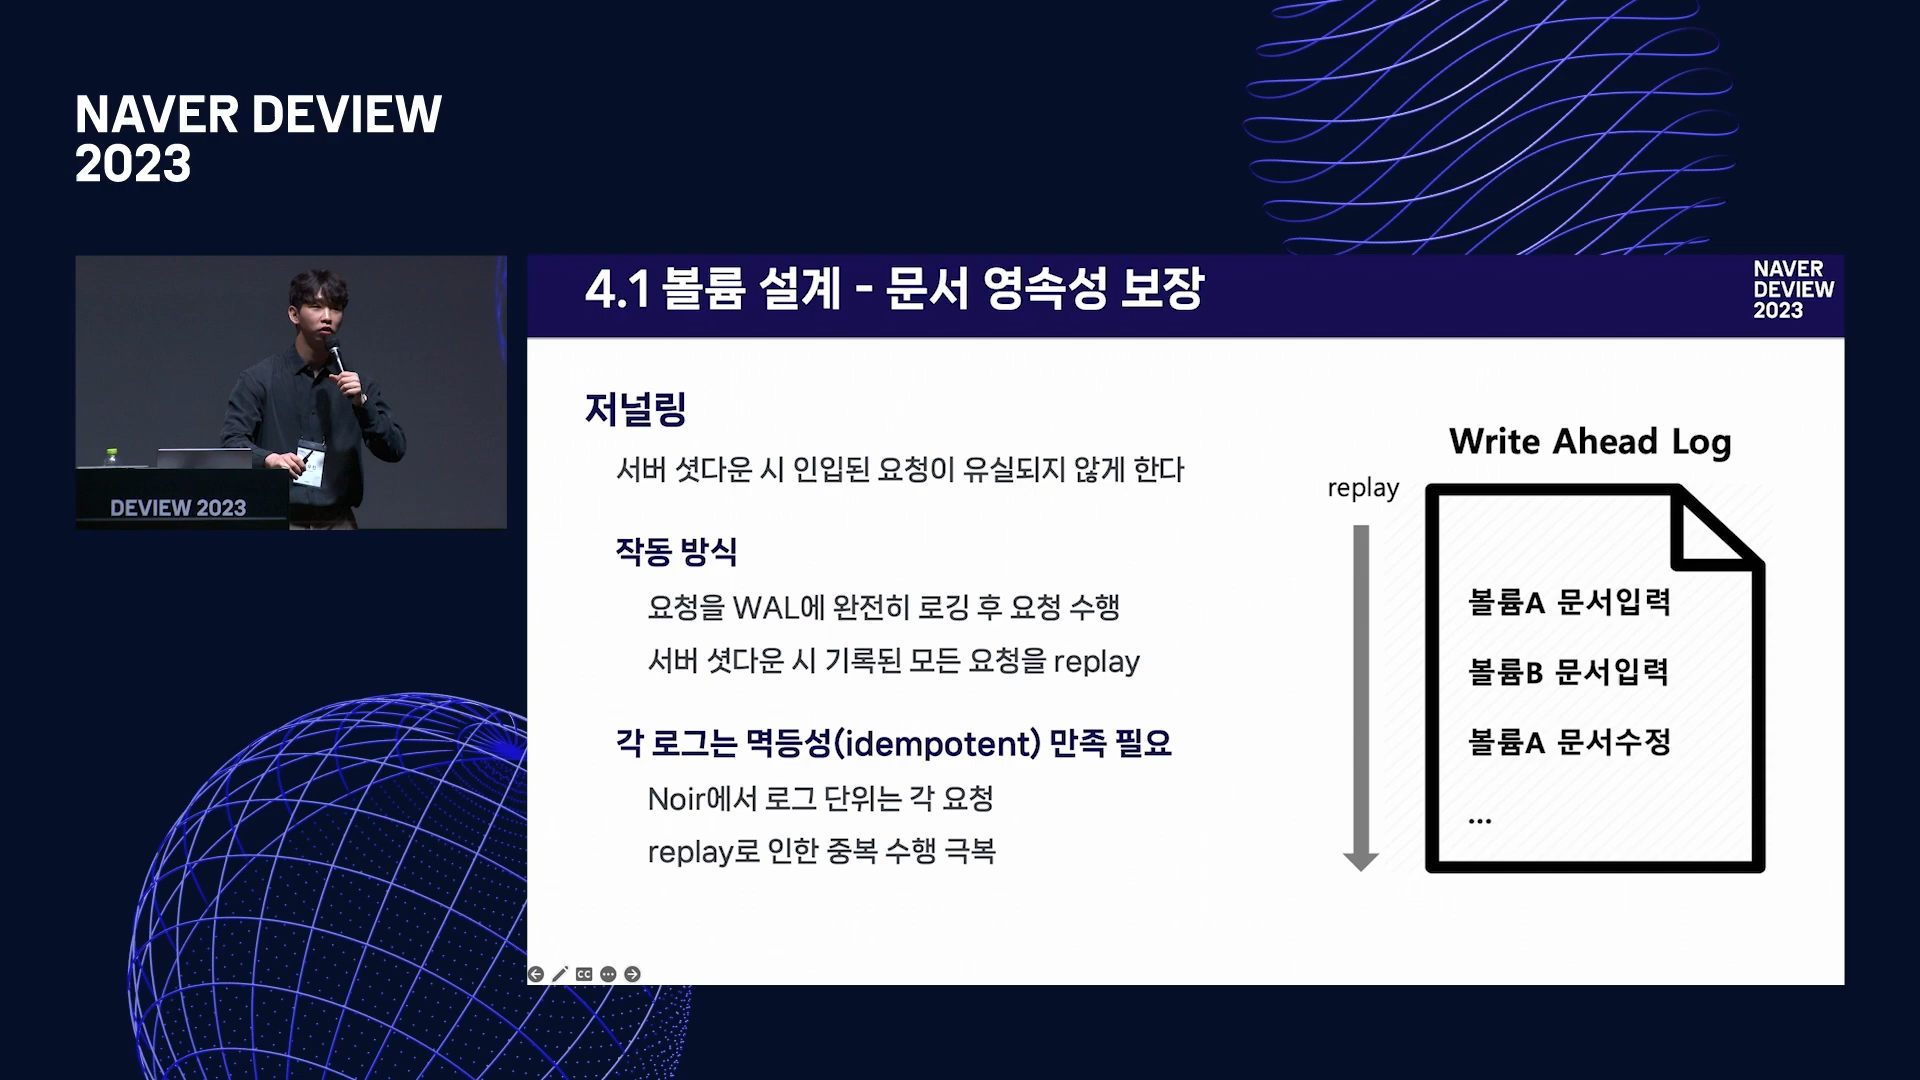 NAVER DEVIEW
2023
DEVIEW 2023
4.1 볼륨 설계 - 문서 영속성 보장
NAVER
DEVIEW
2023
저널링
서버 셧다운 시 인입된 요청이 유실되지 않게 한다
작동 방식
요청을 WAL에 완전히 로깅 후 요청 수행
서버 셧다운 시 기록된 모든 요청을 replay
각 로그는 멱등성(idempotent) 만족 필요
Noir에서 로그 단위는 각 요청
replay로 인한 중복 수행 극복
Write Ahead Log
replay
볼륨A 문서입력
볼륨B 문서입력
볼륨A 문서수정
...
CC